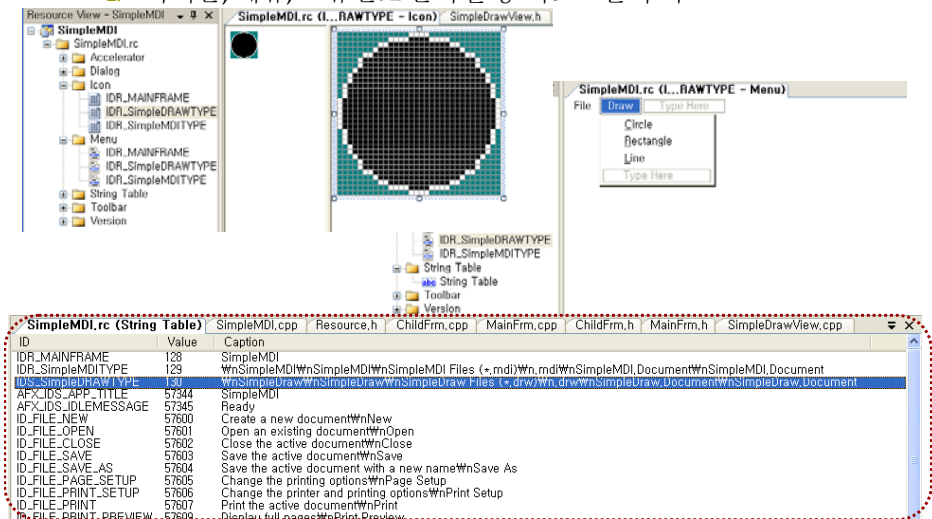 Resource View - SimpleMDI
SimpleMDI
SimpleMDI.rc
Accelerator
Dialog
Icon
IDR_MAINFRAME
IDR_SimpleDRAWTYPE
IDR_SimpleMDITYPE
Menu
IDR_MAINFRAME
IDR_SimpleDRAWTYPE
IDR_SimpleMDITYPE
String Table
Toolbar
Version
SimpleMDI.rc (I...RAWTYPE - Icon) SimpleDrawView.h
SimpleMDI.rc (I...RAWTYPE - Menu)
File Draw Type Here
Circle
Rectangle
Line
Type Here
IDR_SimpleDRAWTYPE
IDR_SimpleMDITYPE
String Table
abc String Table
Toolbar
Version
SimpleMDI.rc (String Table) SimpleMDI.cpp Resource.h ChildFrm.cpp MainFrm.cpp ChildFrm.h MainFrm.h SimpleDrawView.cpp
ID Value Caption
IDR_MAINFRAME 128 SimpleMDI
IDR_SimpleMDITYPE 129 ₩nSimpleMDI₩nSimpleMDI₩nSimpleMDI Files (*.mdi)₩n.mdi₩nSimpleMDI.Document₩nSimpleMDI.Document
IDS_SimpleDRAWTYPE 130 ₩nSimpleDraw₩nSimpleDraw₩nSimpleDraw Files (*.drw)₩n.drw₩nSimpleDraw.Document₩nSimpleDraw.Document
AFX_IDS_APP_TITLE 57344 SimpleMDI
AFX_IDS_IDLEMESSAGE 57345 Ready
ID_FILE_NEW 57600 Create a new document₩nNew
ID_FILE_OPEN 57601 Open an existing document₩nOpen
ID_FILE_CLOSE 57602 Close the active document₩nClose
ID_FILE_SAVE 57603 Save the active document₩nSave
ID_FILE_SAVE_AS 57604 Save the active document with a new name₩nSave As
ID_FILE_PAGE_SETUP 57605 Change the printing options₩nPage Setup
ID_FILE_PRINT_SETUP 57606 Change the printer and printing options₩nPrint Setup
ID_FILE_PRINT 57607 Print the active document₩nPrint
ID_FILE_PRINT_PREVIEW 57609 Display full pages₩nPrint Preview